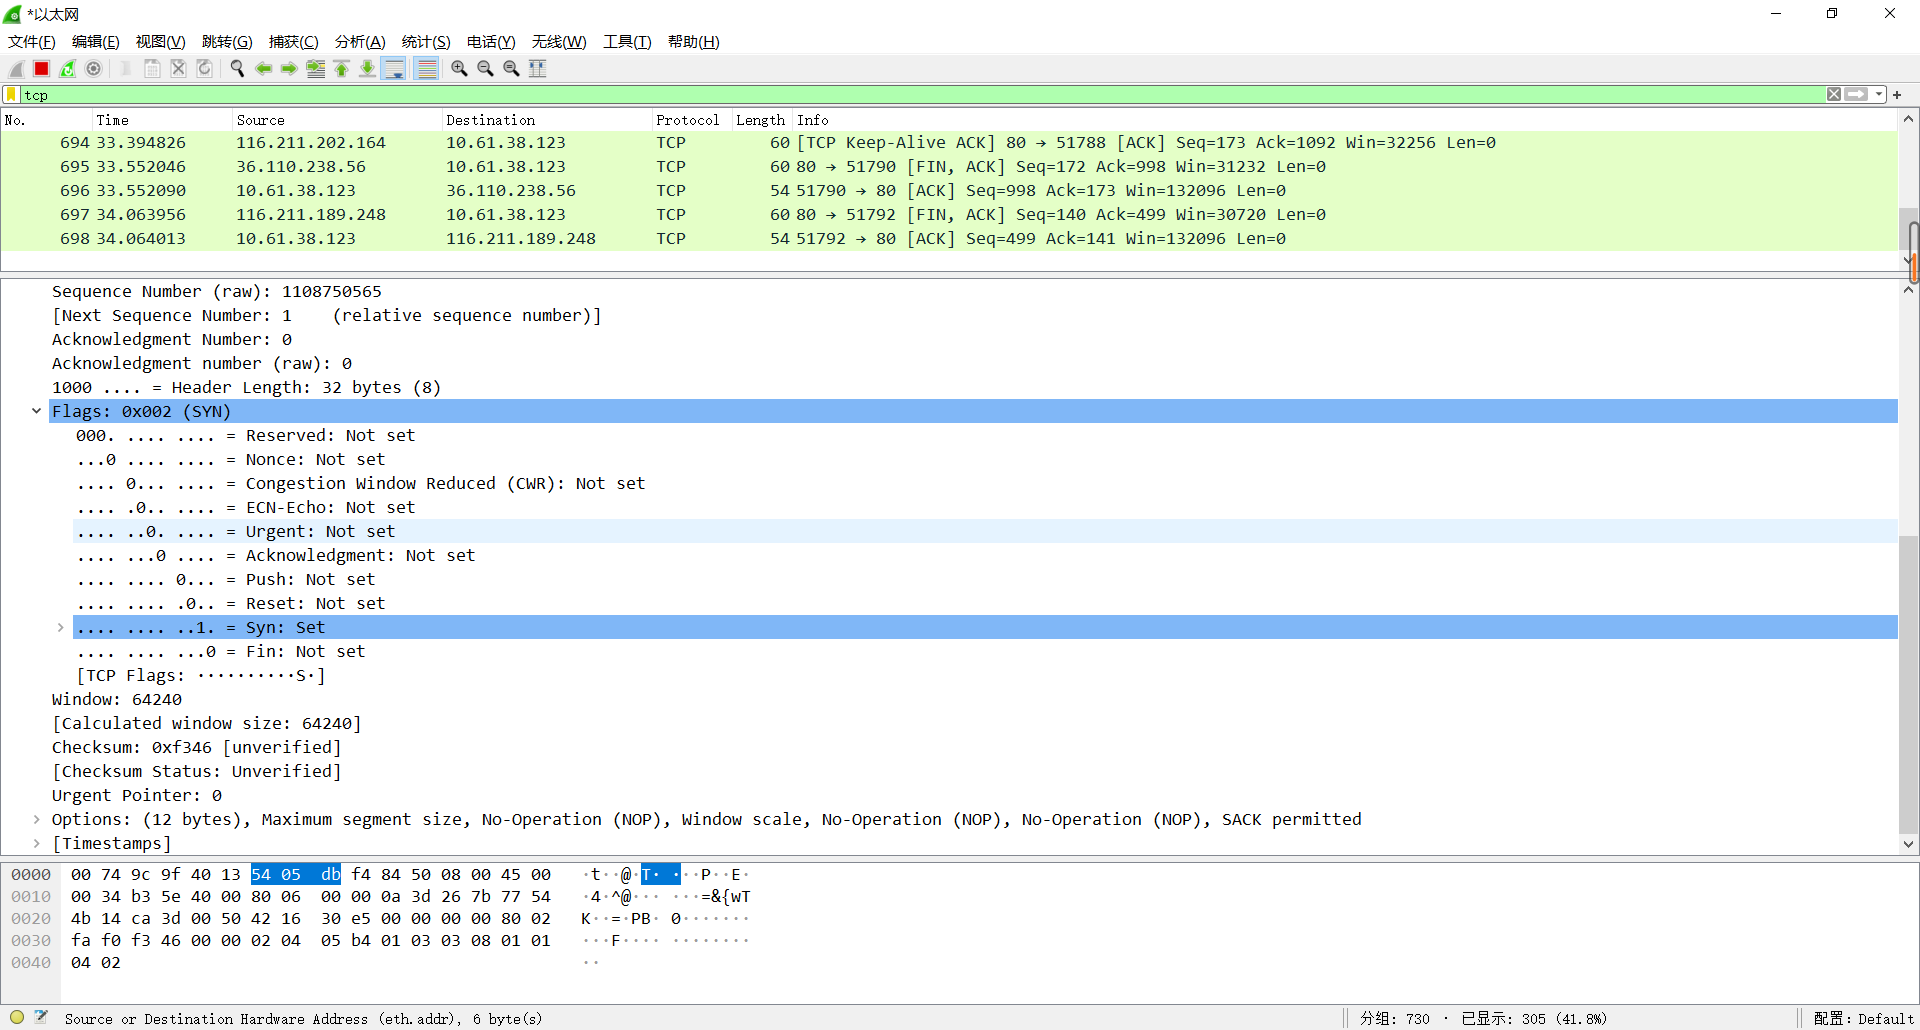 *以太网
文件(F) 编辑(E) 视图(V) 跳转(G) 捕获(C) 分析(A) 统计(S) 电话(Y) 无线(W) 工具(T) 帮助(H)
tcp
No. Time Source Destination Protocol Length Info
694 33.394826 116.211.202.164 10.61.38.123 TCP 60 [TCP Keep-Alive ACK] 80 → 51788 [ACK] Seq=173 Ack=1092 Win=32256 Len=0
695 33.552046 36.110.238.56 10.61.38.123 TCP 60 80 → 51790 [FIN, ACK] Seq=172 Ack=998 Win=31232 Len=0
696 33.552090 10.61.38.123 36.110.238.56 TCP 54 51790 → 80 [ACK] Seq=998 Ack=173 Win=132096 Len=0
697 34.063956 116.211.189.248 10.61.38.123 TCP 60 80 → 51792 [FIN, ACK] Seq=140 Ack=499 Win=30720 Len=0
698 34.064013 10.61.38.123 116.211.189.248 TCP 54 51792 → 80 [ACK] Seq=499 Ack=141 Win=132096 Len=0
Sequence Number (raw): 1108750565
[Next Sequence Number: 1    (relative sequence number)]
Acknowledgment Number: 0
Acknowledgment number (raw): 0
1000 .... = Header Length: 32 bytes (8)
Flags: 0x002 (SYN)
000. .... .... = Reserved: Not set
...0 .... .... = Nonce: Not set
.... 0... .... = Congestion Window Reduced (CWR): Not set
.... .0.. .... = ECN-Echo: Not set
.... ..0. .... = Urgent: Not set
.... ...0 .... = Acknowledgment: Not set
.... .... 0... = Push: Not set
.... .... .0.. = Reset: Not set
.... .... ..1. = Syn: Set
.... .... ...0 = Fin: Not set
[TCP Flags: ··········S·]
Window: 64240
[Calculated window size: 64240]
Checksum: 0xf346 [unverified]
[Checksum Status: Unverified]
Urgent Pointer: 0
Options: (12 bytes), Maximum segment size, No-Operation (NOP), Window scale, No-Operation (NOP), No-Operation (NOP), SACK permitted
[Timestamps]
0000 00 74 9c 9f 40 13 54 05 db f4 84 50 08 00 45 00 ·t··@·T· ···P··E·
0010 00 34 b3 5e 40 00 80 06 00 00 0a 3d 26 7b 77 54 ·4·^@··· ···=&{wT
0020 4b 14 ca 3d 00 50 42 16 30 e5 00 00 00 00 80 02 K··=·PB· 0·······
0030 fa f0 f3 46 00 00 02 04 05 b4 01 03 03 08 01 01 ···F···· ········
0040 04 02 ··
Source or Destination Hardware Address (eth.addr), 6 byte(s) 分组: 730 · 已显示: 305 (41.8%) 配置: Default